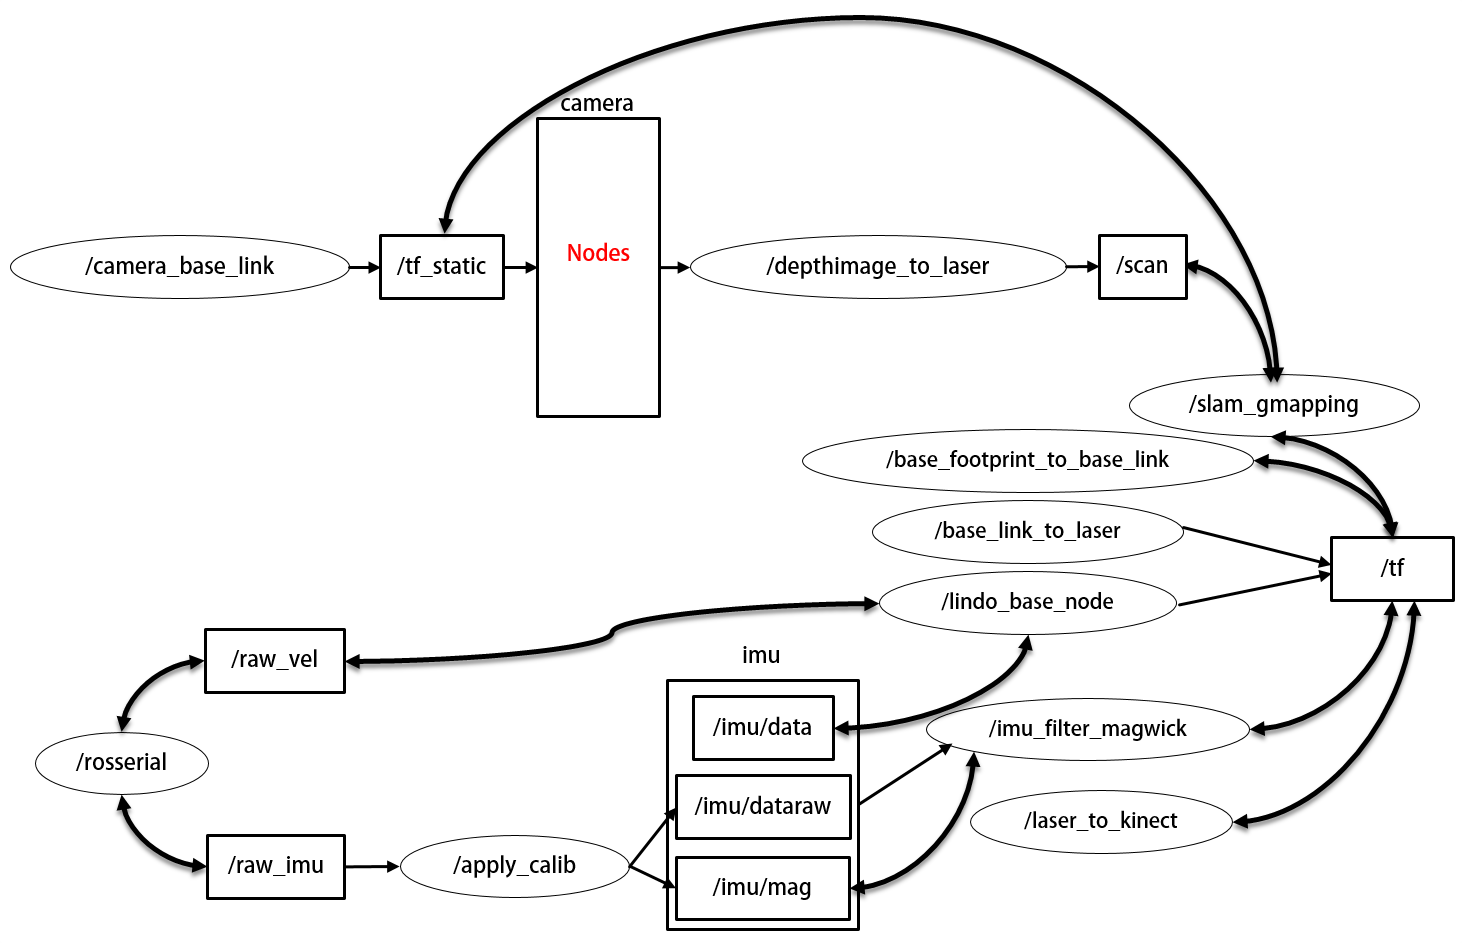 camera
Nodes
/camera_base_link
/tf_static
/depthimage_to_laser
/scan
/slam_gmapping
/base_footprint_to_base_link
/base_link_to_laser
/tf
/lindo_base_node
/raw_vel
imu
/imu/data
/imu_filter_magwick
/rosserial
/imu/dataraw
/laser_to_kinect
/raw_imu
/apply_calib
/imu/mag